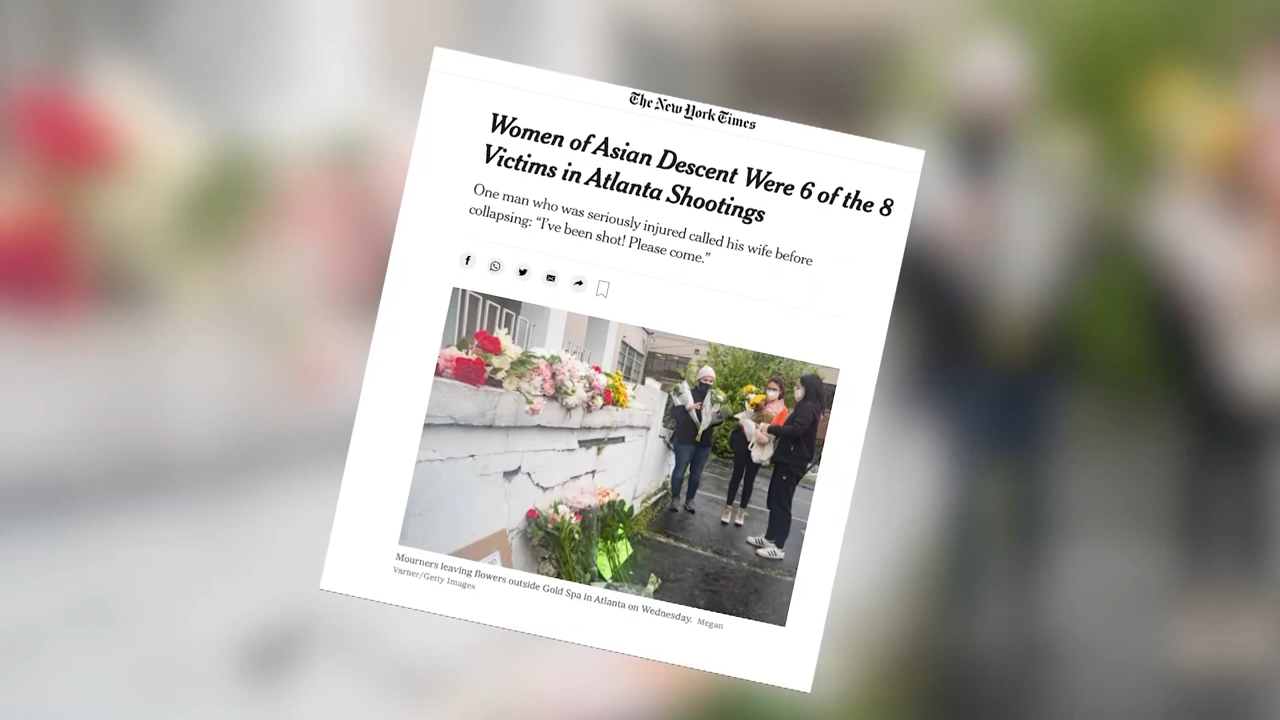 The New York Times
Women of Asian Descent Were 6 of the 8
Victims in Atlanta Shootings
One man who was seriously injured called his wife before
collapsing: “I’ve been shot! Please come.”
Mourners leaving flowers outside Gold Spa in Atlanta on Wednesday. Megan
Varner/Getty Images